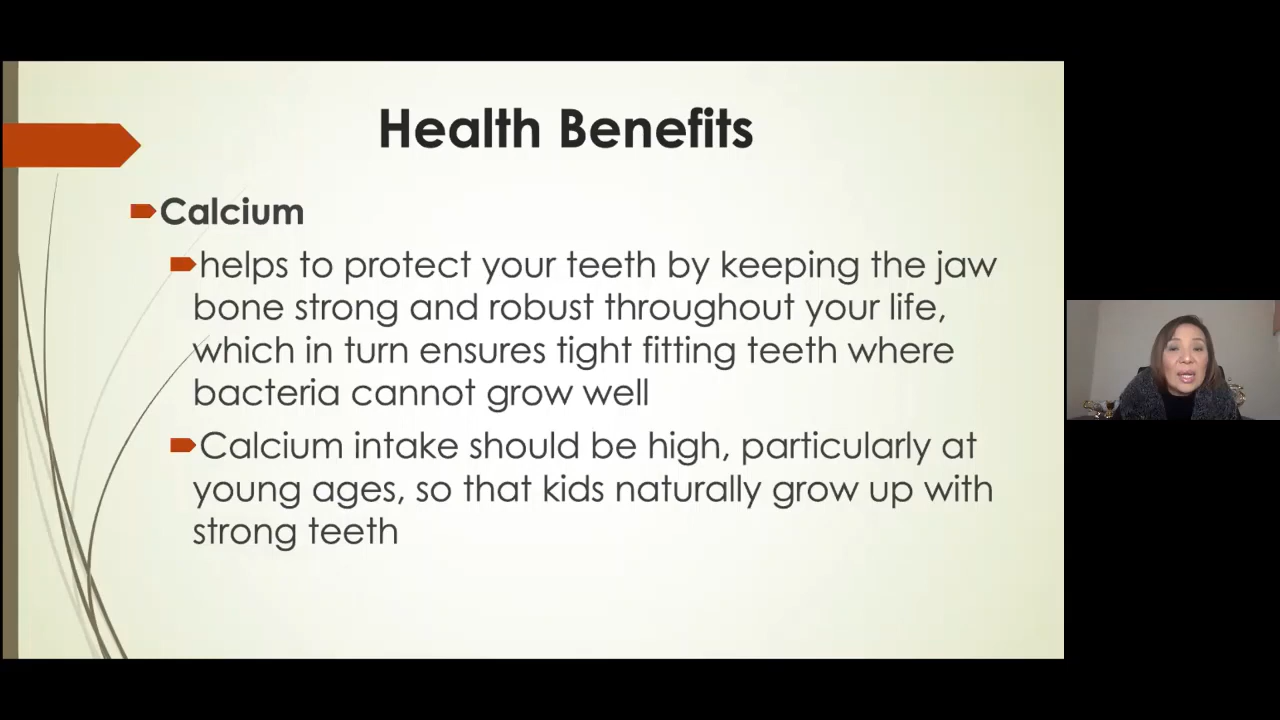 Health Benefits
Calcium
helps to protect your teeth by keeping the jaw
bone strong and robust throughout your life,
which in turn ensures tight fitting teeth where
bacteria cannot grow well
Calcium intake should be high, particularly at
young ages, so that kids naturally grow up with
strong teeth